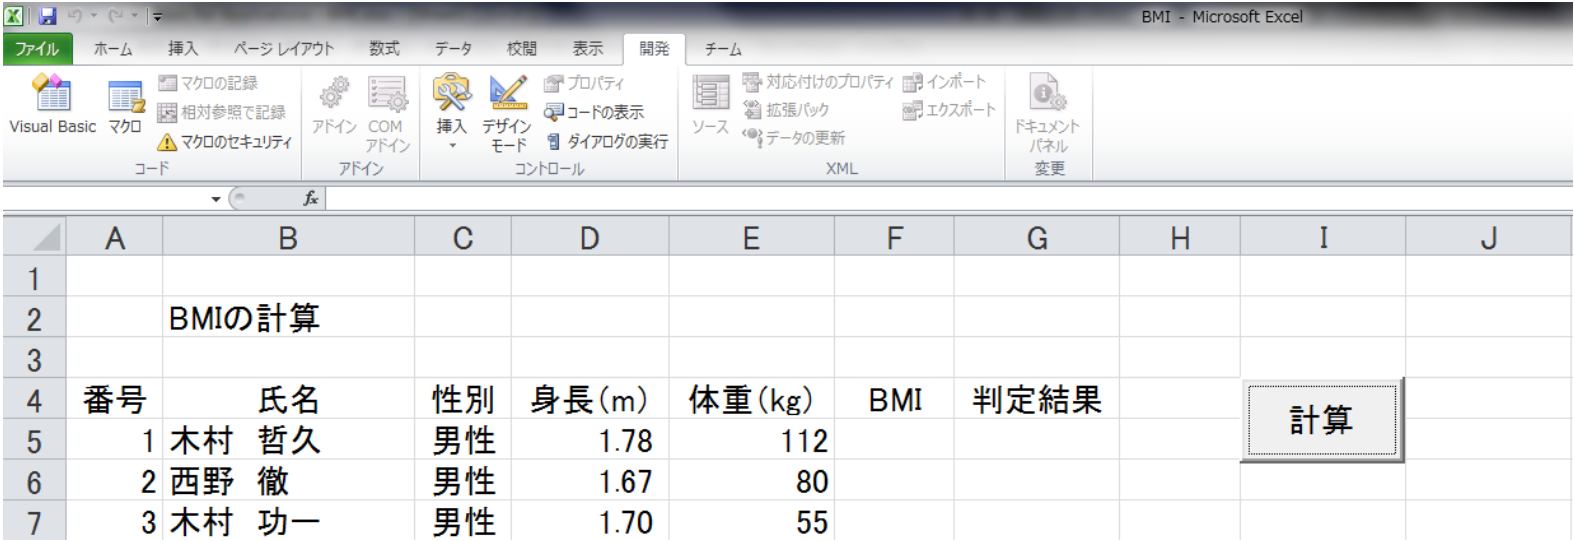 BMI - Microsoft Excel
ファイル ホーム 挿入 ページ レイアウト 数式 データ 校閲 表示 開発 チーム
マクロの記録 プロパティ 対応付けのプロパティ インポート
相対参照で記録 コードの表示 拡張パック エクスポート
Visual Basic マクロ マクロのセキュリティ アドイン COM アドイン 挿入 デザイン モード ダイアログの実行 ソース データの更新 ドキュメント パネル
コード アドイン コントロール XML 変更
fx
A B C D E F G H I J
1
2 BMIの計算
3
4 番号 氏名 性別 身長(m) 体重(kg) BMI 判定結果 計算
5 1 木村 哲久 男性 1.78 112
6 2 西野 徹 男性 1.67 80
7 3 木村 功一 男性 1.70 55